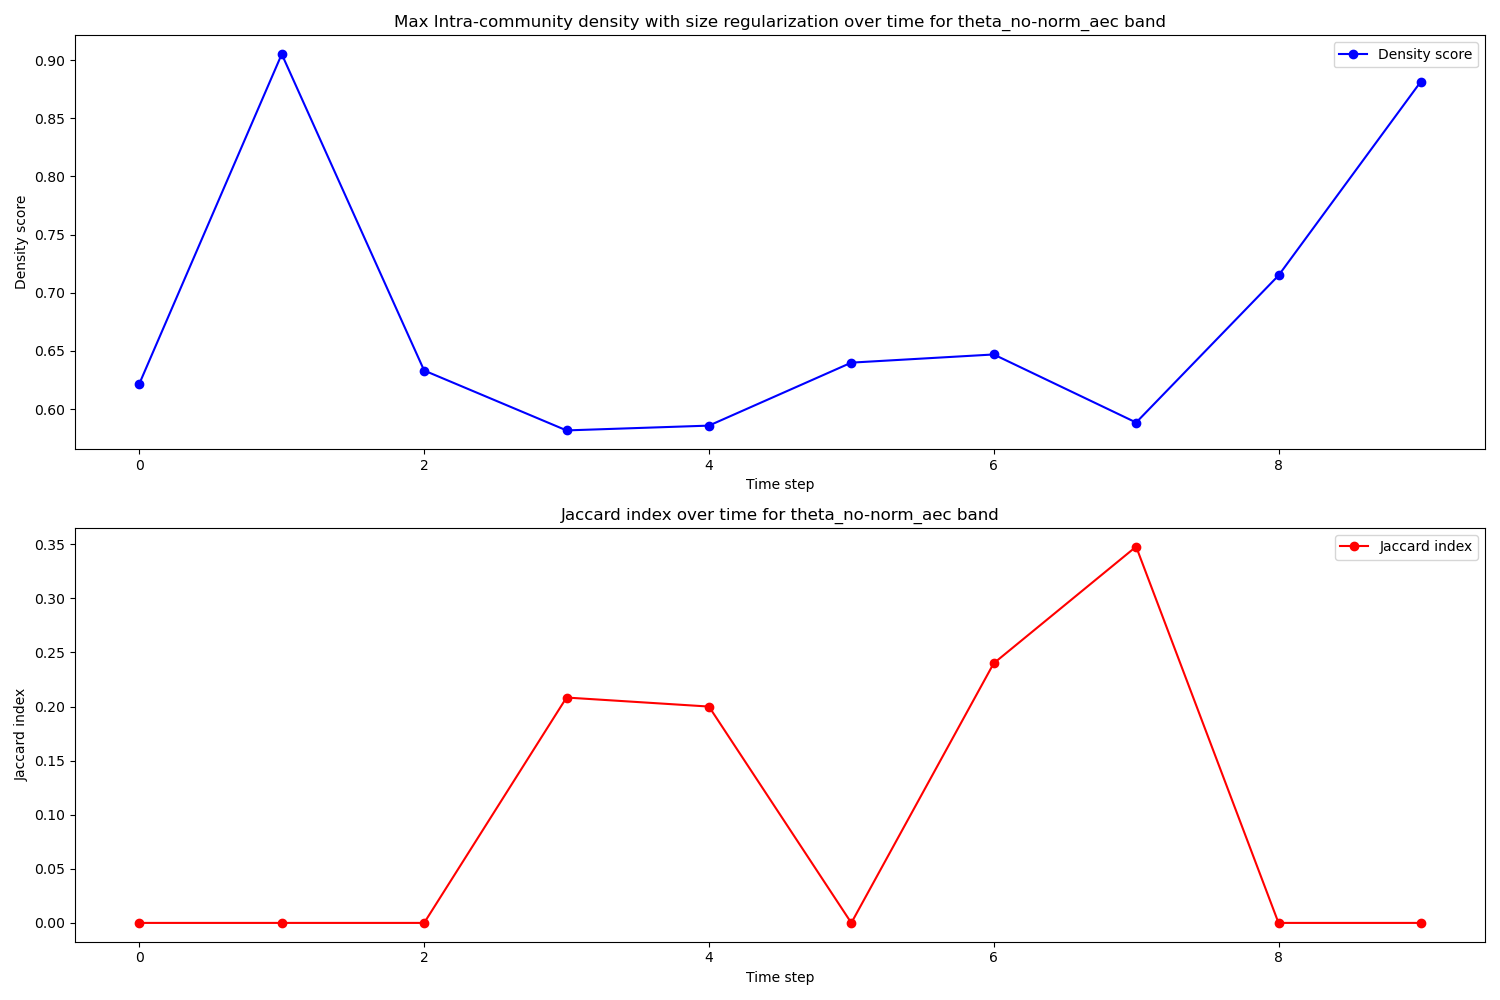 Max Intra-community density with size regularization over time for theta_no-norm_aec band
Density score
0.90
0.85
0.80
0.75
0.70
0.65
0.60
Density score
0 2 4 6 8
Time step
Jaccard index over time for theta_no-norm_aec band
Jaccard index
0.35
0.30
0.25
0.20
0.15
0.10
0.05
0.00
Jaccard index
0 2 4 6 8
Time step